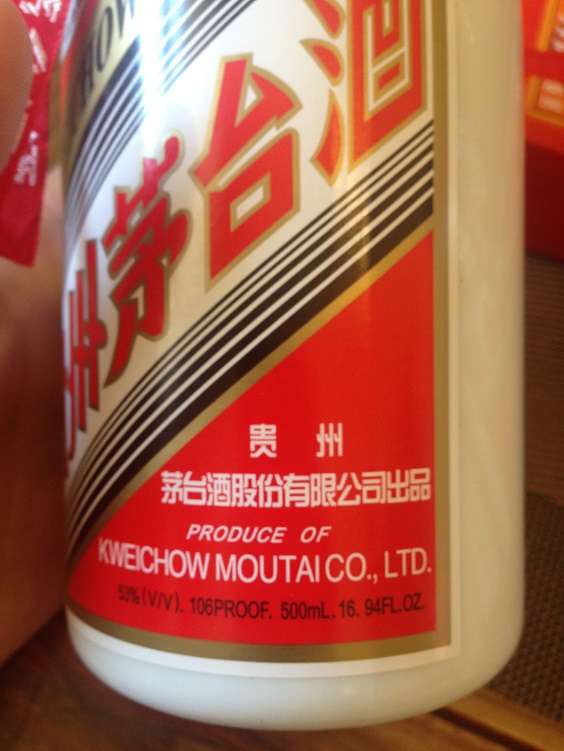 州茅台酒
贵 州
茅台酒股份有限公司出品
PRODUCE OF
KWEICHOW MOUTAI CO., LTD.
53%(V/V). 106PROOF. 500mL. 16. 94FL.OZ.